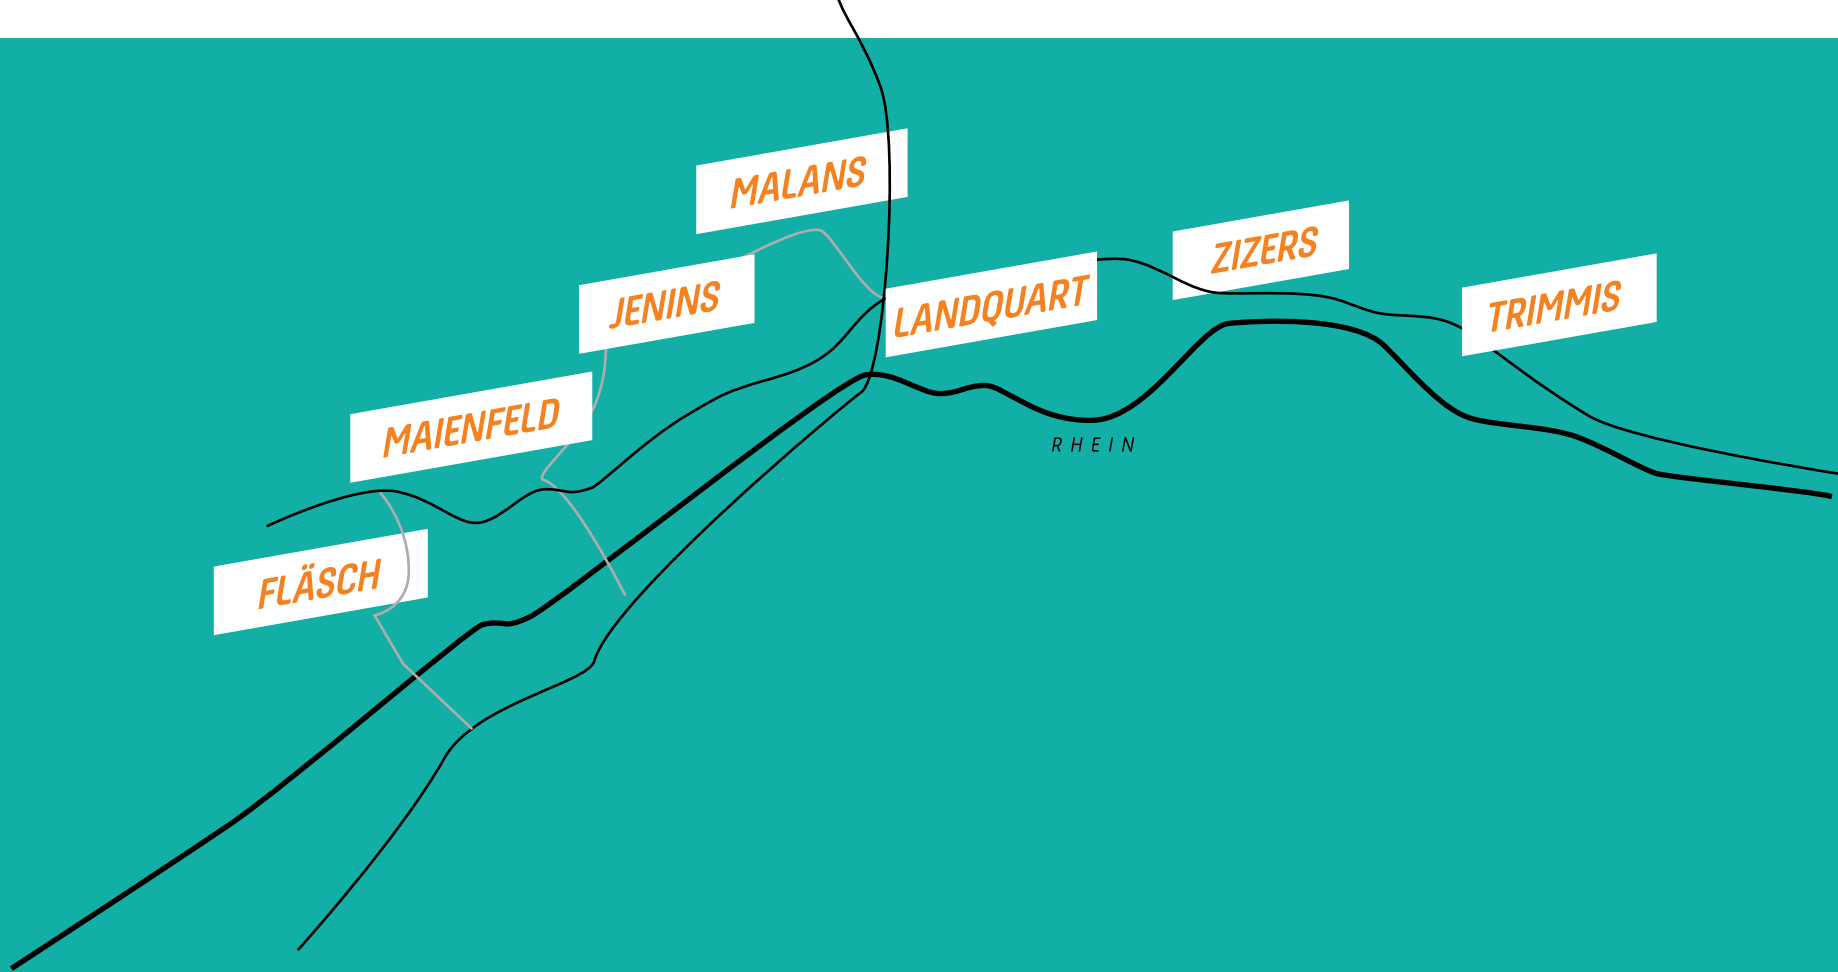 MALANS
ZIZERS
JENINS
LANDQUART
TRIMMIS
MAIENFELD
RHEIN
FLÄSCH